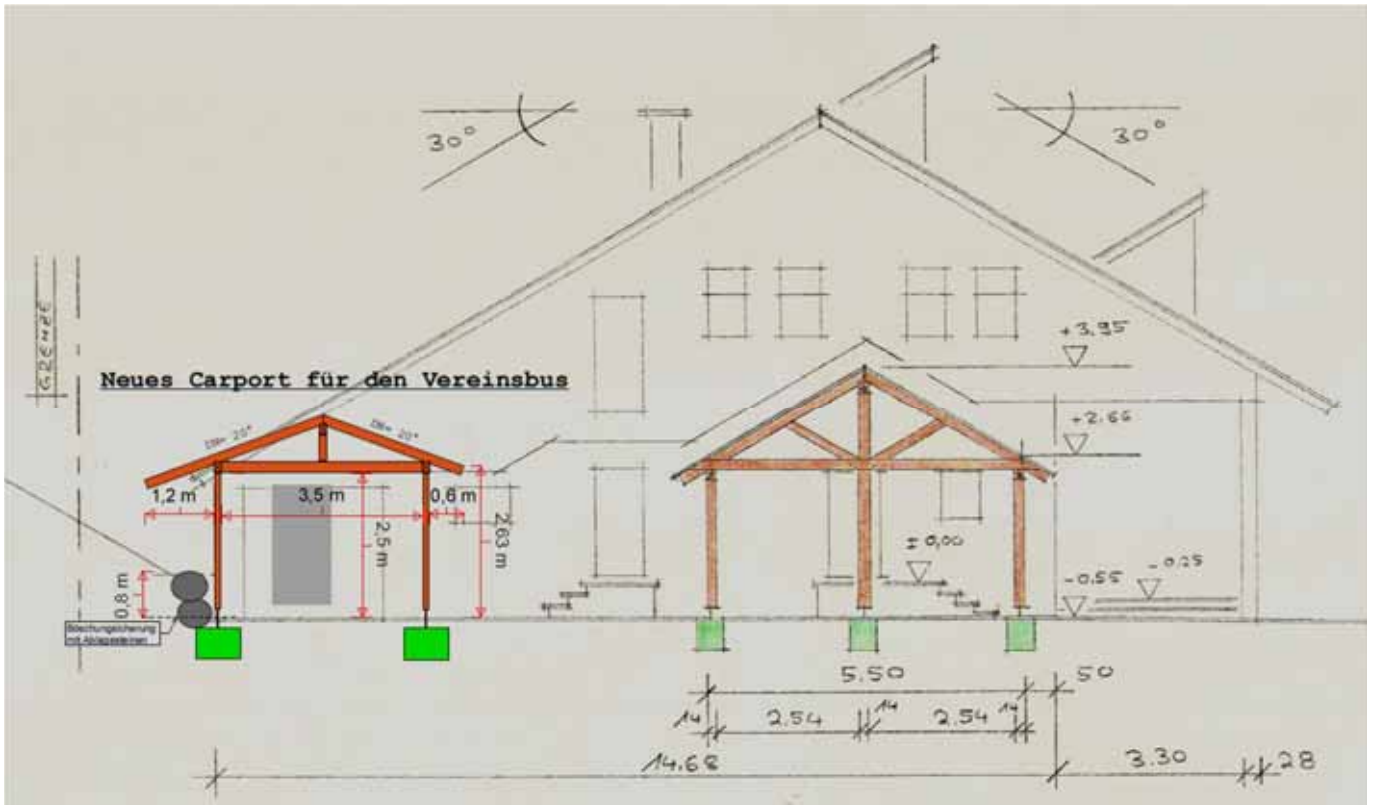 30°
30°
GRENZE
+3.95
Neues Carport für den Vereinsbus
+2.66
DN= 20°
DN= 20°
1,2 m
3,5 m
0,6 m
2,5 m
2,63 m
± 0,00
0,8 m
-0.55
-0.25
Böschungsicherung
mit Ablagesteinen
5.50
50
14
2.54
14
2.54
14
14.68
3.30
28